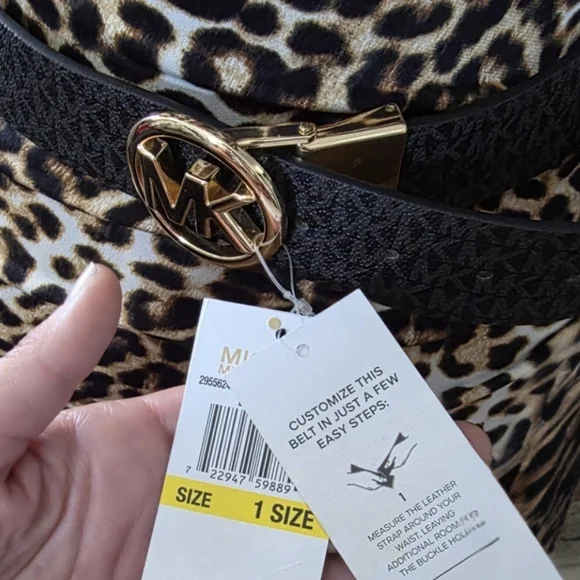 MK
MI
M
295562
7 22947 59889
SIZE 1 SIZE
CUSTOMIZE THIS
BELT IN JUST A FEW
EASY STEPS:
1
MEASURE THE LEATHER
STRAP AROUND YOUR
WAIST, LEAVING
ADDITIONAL ROOM FOR
THE BUCKLE HOLE